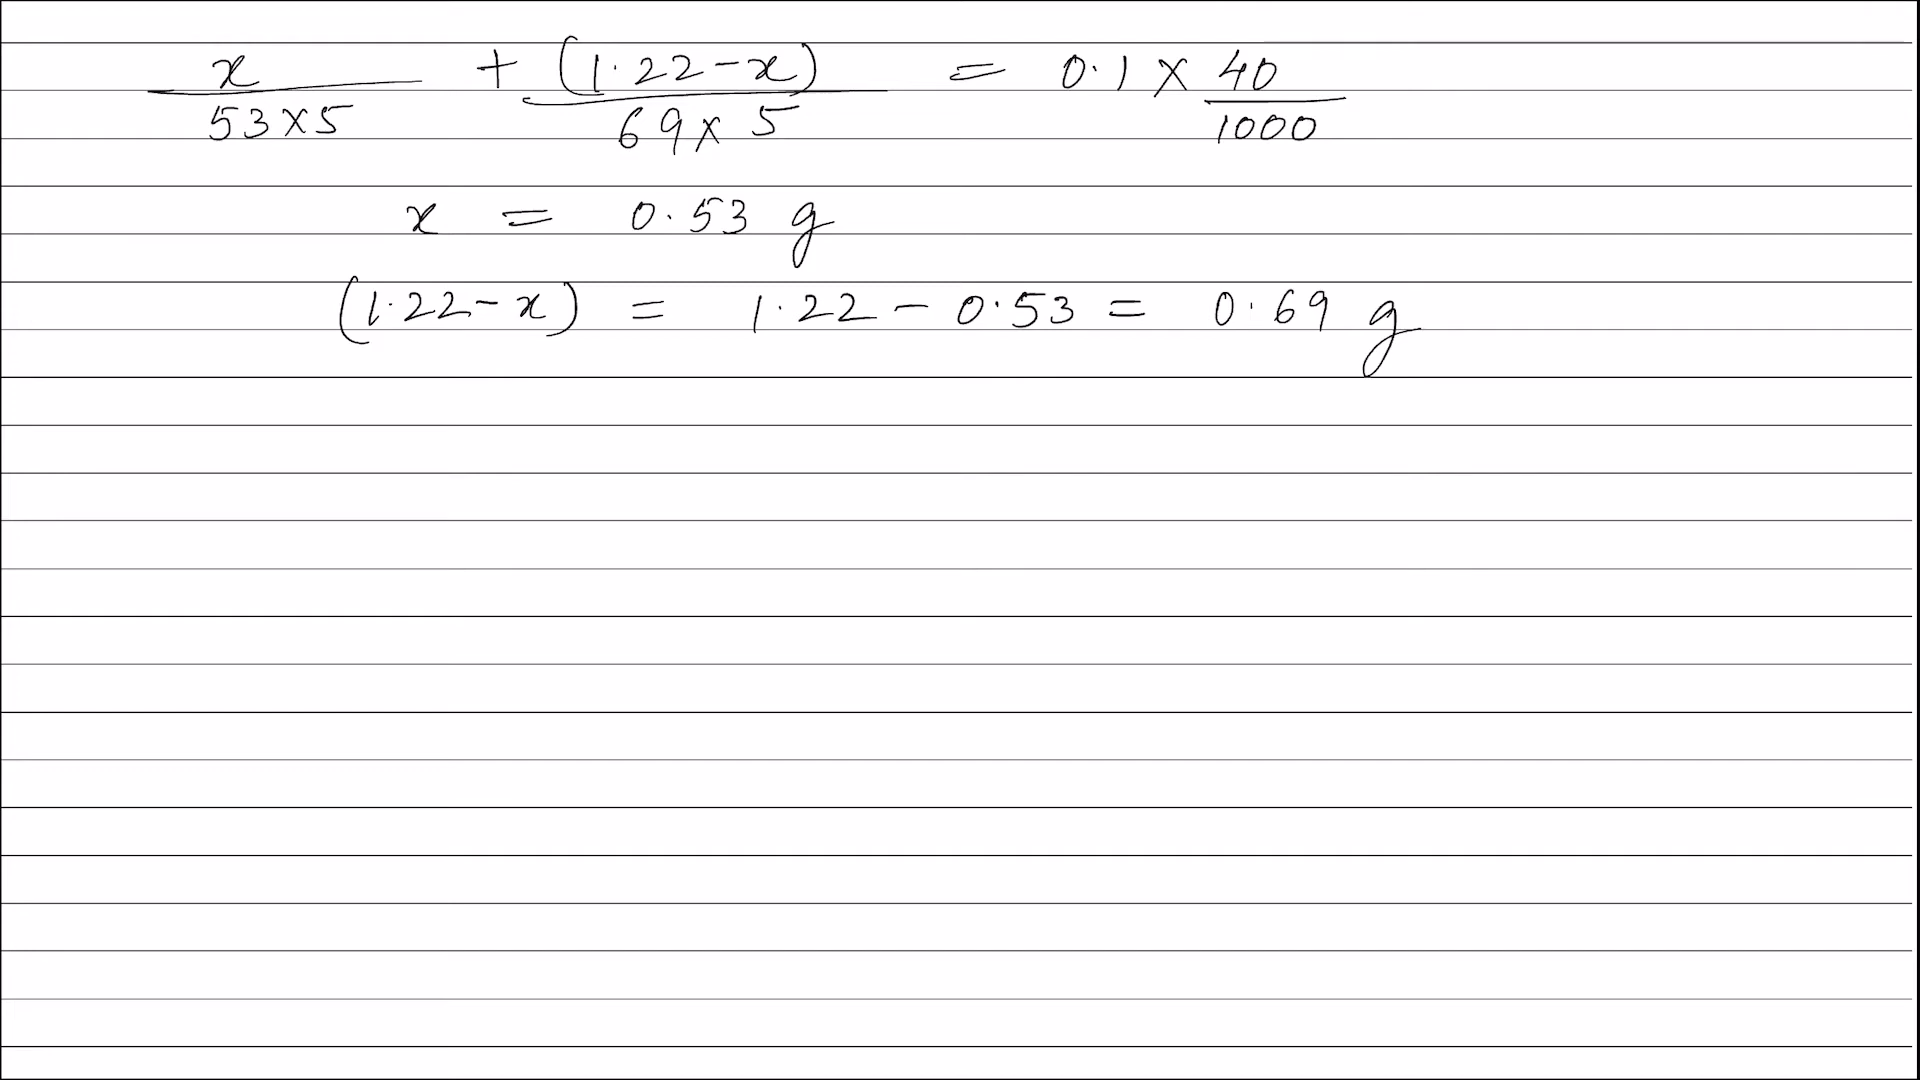 x/(53×5) + (1.22-x)/(69×5) = 0.1 × 40/1000
x = 0.53 g
(1.22-x) = 1.22 - 0.53 = 0.69 g